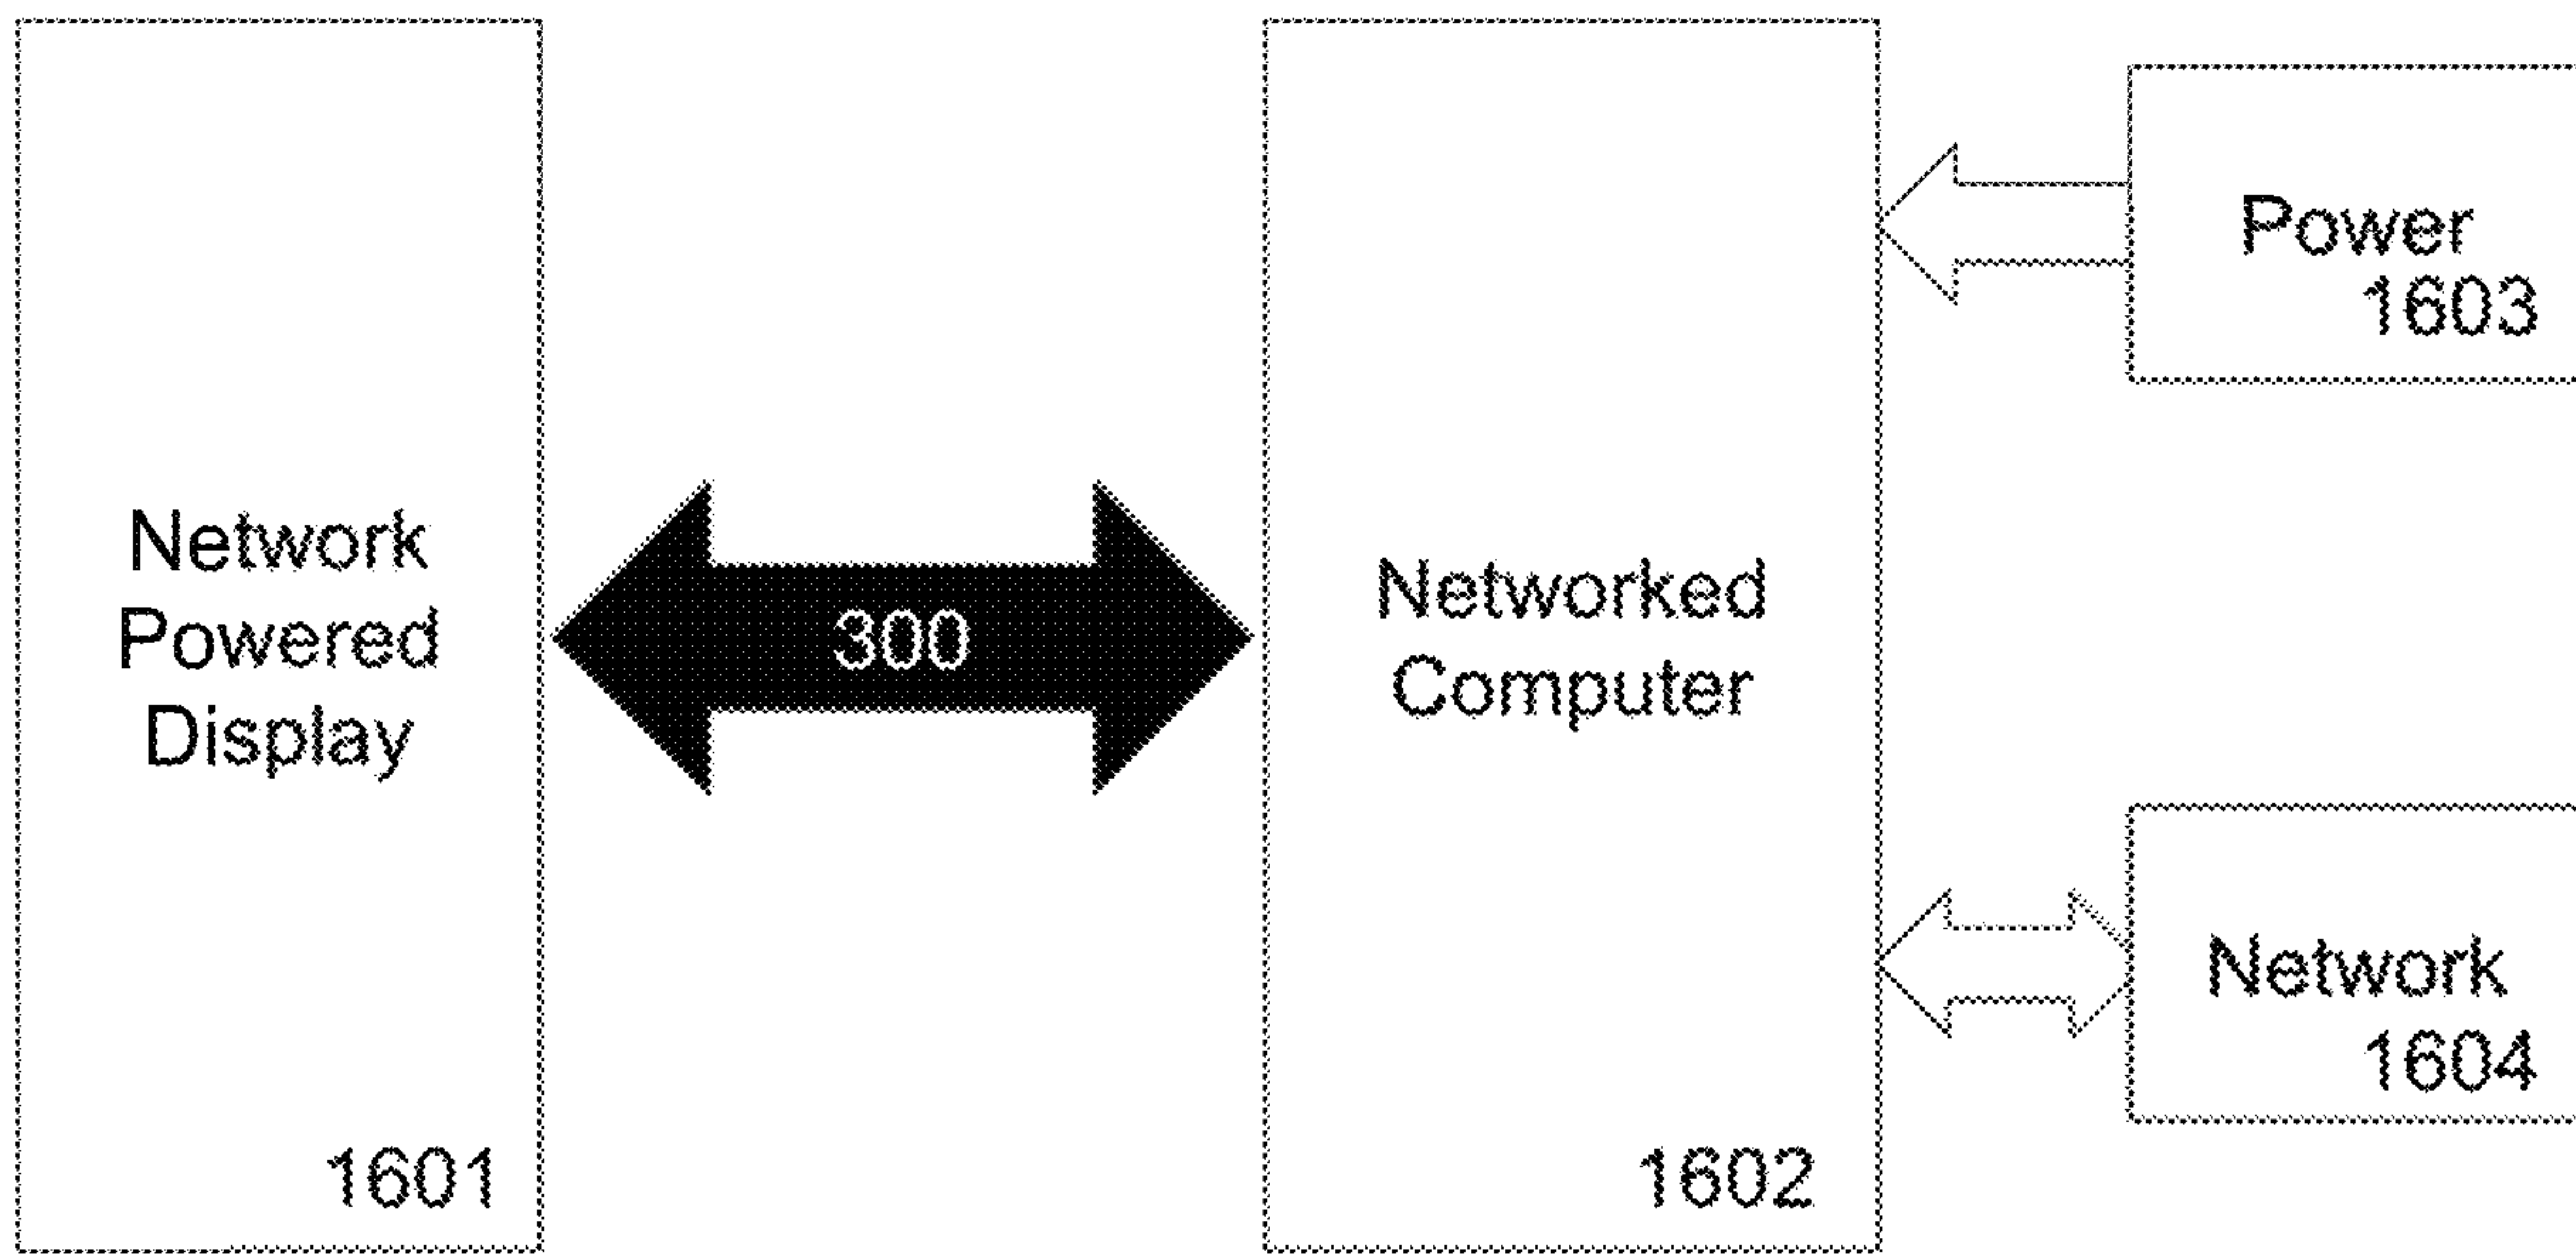 Network
Powered
Display
1601
300
Networked
Computer
1602
Power
1603
Network
1604